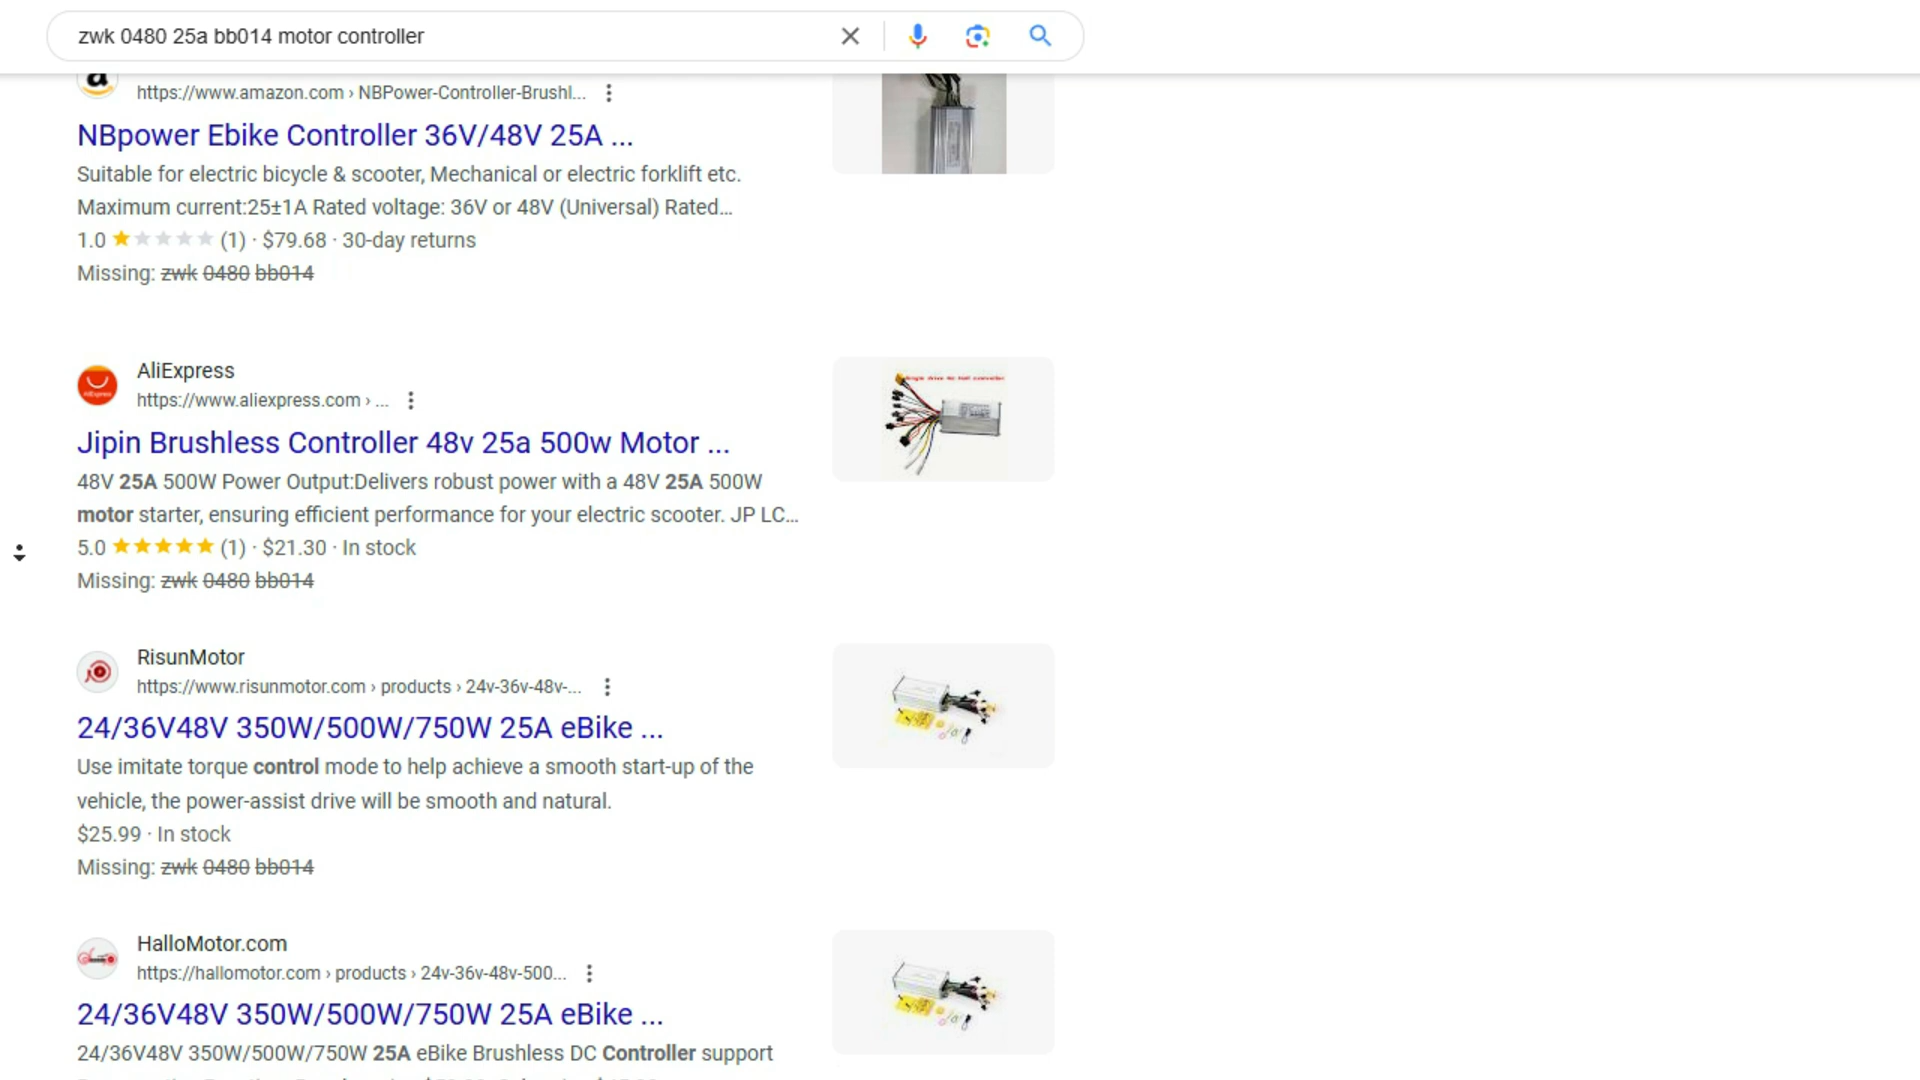 zwk 0480 25a bb014 motor controller
https://www.amazon.com › NBPower-Controller-Brushl...
NBpower Ebike Controller 36V/48V 25A ...
Suitable for electric bicycle & scooter, Mechanical or electric forklift etc.
Maximum current:25±1A Rated voltage: 36V or 48V (Universal) Rated...
1.0 (1) · $79.68 · 30-day returns
Missing: zwk 0480 bb014
AliExpress
https://www.aliexpress.com › ...
Jipin Brushless Controller 48v 25a 500w Motor ...
48V 25A 500W Power Output:Delivers robust power with a 48V 25A 500W
motor starter, ensuring efficient performance for your electric scooter. JP LC...
5.0 (1) · $21.30 · In stock
Missing: zwk 0480 bb014
RisunMotor
https://www.risunmotor.com › products › 24v-36v-48v-...
24/36V48V 350W/500W/750W 25A eBike ...
Use imitate torque control mode to help achieve a smooth start-up of the
vehicle, the power-assist drive will be smooth and natural.
$25.99 · In stock
Missing: zwk 0480 bb014
HalloMotor.com
https://hallomotor.com › products › 24v-36v-48v-500...
24/36V48V 350W/500W/750W 25A eBike ...
24/36V48V 350W/500W/750W 25A eBike Brushless DC Controller support